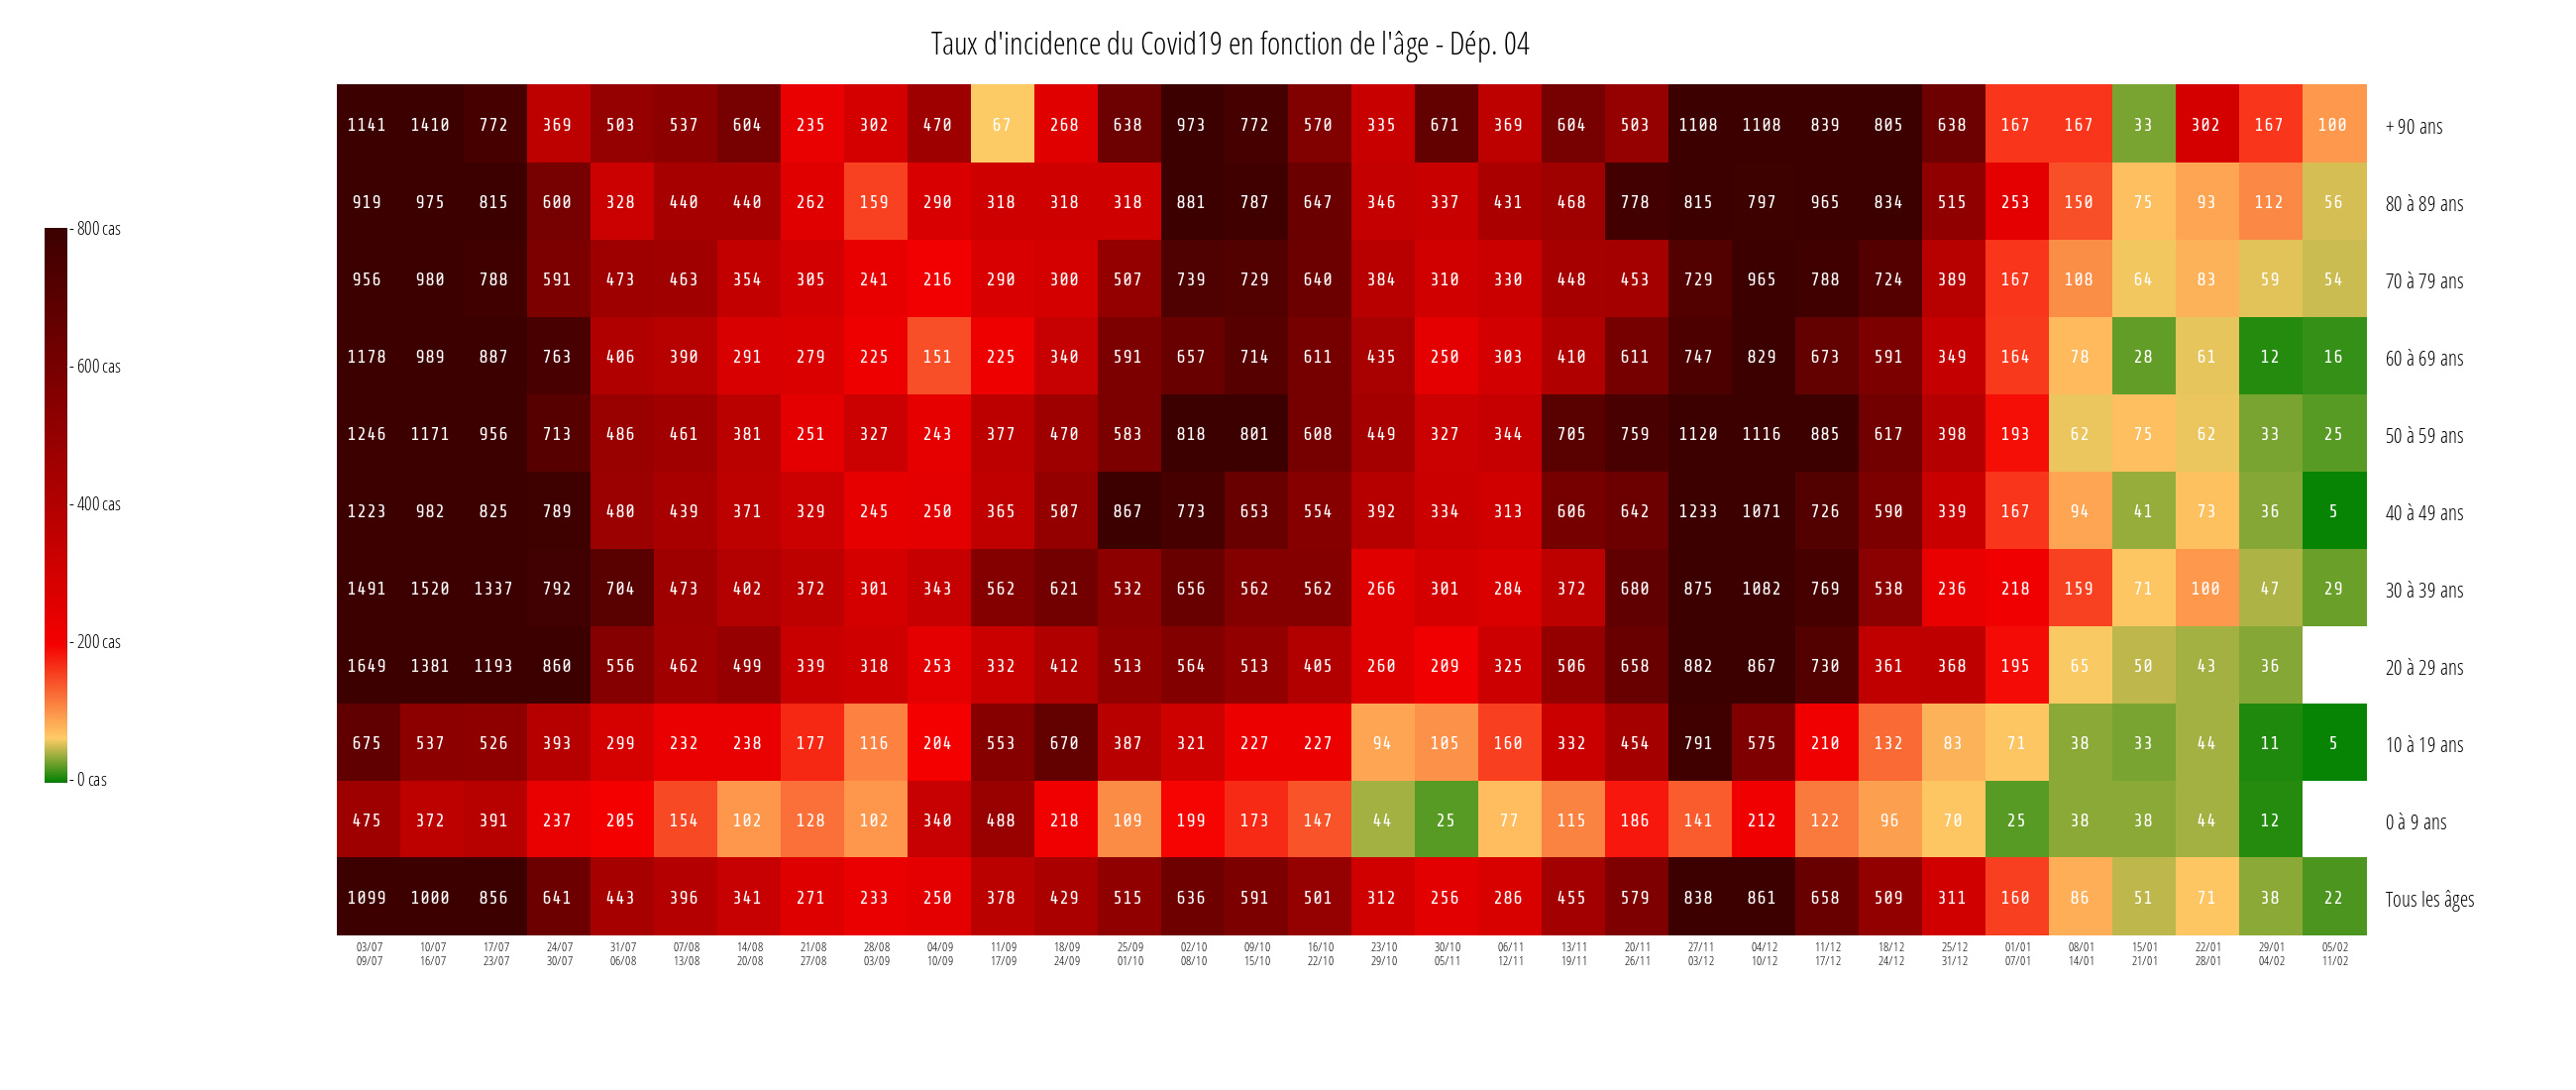 Taux d'incidence du Covid19 en fonction de l'âge - Dép. 04
- 800 cas
- 600 cas
- 400 cas
- 200 cas
- 0 cas
1141 1410 772 369 503 537 604 235 302 470 67 268 638 973 772 570 335 671 369 604 503 1108 1108 839 805 638 167 167 33 302 167 100 + 90 ans
919 975 815 600 328 440 440 262 159 290 318 318 318 881 787 647 346 337 431 468 778 815 797 965 834 515 253 150 75 93 112 56 80 à 89 ans
956 980 788 591 473 463 354 305 241 216 290 300 507 739 729 640 384 310 330 448 453 729 965 788 724 389 167 108 64 83 59 54 70 à 79 ans
1178 989 887 763 406 390 291 279 225 151 225 340 591 657 714 611 435 250 303 410 611 747 829 673 591 349 164 78 28 61 12 16 60 à 69 ans
1246 1171 956 713 486 461 381 251 327 243 377 470 583 818 801 608 449 327 344 705 759 1120 1116 885 617 398 193 62 75 62 33 25 50 à 59 ans
1223 982 825 789 480 439 371 329 245 250 365 507 867 773 653 554 392 334 313 606 642 1233 1071 726 590 339 167 94 41 73 36 5 40 à 49 ans
1491 1520 1337 792 704 473 402 372 301 343 562 621 532 656 562 562 266 301 284 372 680 875 1082 769 538 236 218 159 71 100 47 29 30 à 39 ans
1649 1381 1193 860 556 462 499 339 318 253 332 412 513 564 513 405 260 209 325 506 658 882 867 730 361 368 195 65 50 43 36 20 à 29 ans
675 537 526 393 299 232 238 177 116 204 553 670 387 321 227 227 94 105 160 332 454 791 575 210 132 83 71 38 33 44 11 5 10 à 19 ans
475 372 391 237 205 154 102 128 102 340 488 218 109 199 173 147 44 25 77 115 186 141 212 122 96 70 25 38 38 44 12 0 à 9 ans
1099 1000 856 641 443 396 341 271 233 250 378 429 515 636 591 501 312 256 286 455 579 838 861 658 509 311 160 86 51 71 38 22 Tous les âges
03/07 10/07 17/07 24/07 31/07 07/08 14/08 21/08 28/08 04/09 11/09 18/09 25/09 02/10 09/10 16/10 23/10 30/10 06/11 13/11 20/11 27/11 04/12 11/12 18/12 25/12 01/01 08/01 15/01 22/01 29/01 05/02
09/07 16/07 23/07 30/07 06/08 13/08 20/08 27/08 03/09 10/09 17/09 24/09 01/10 08/10 15/10 22/10 29/10 05/11 12/11 19/11 26/11 03/12 10/12 17/12 24/12 31/12 07/01 14/01 21/01 28/01 04/02 11/02